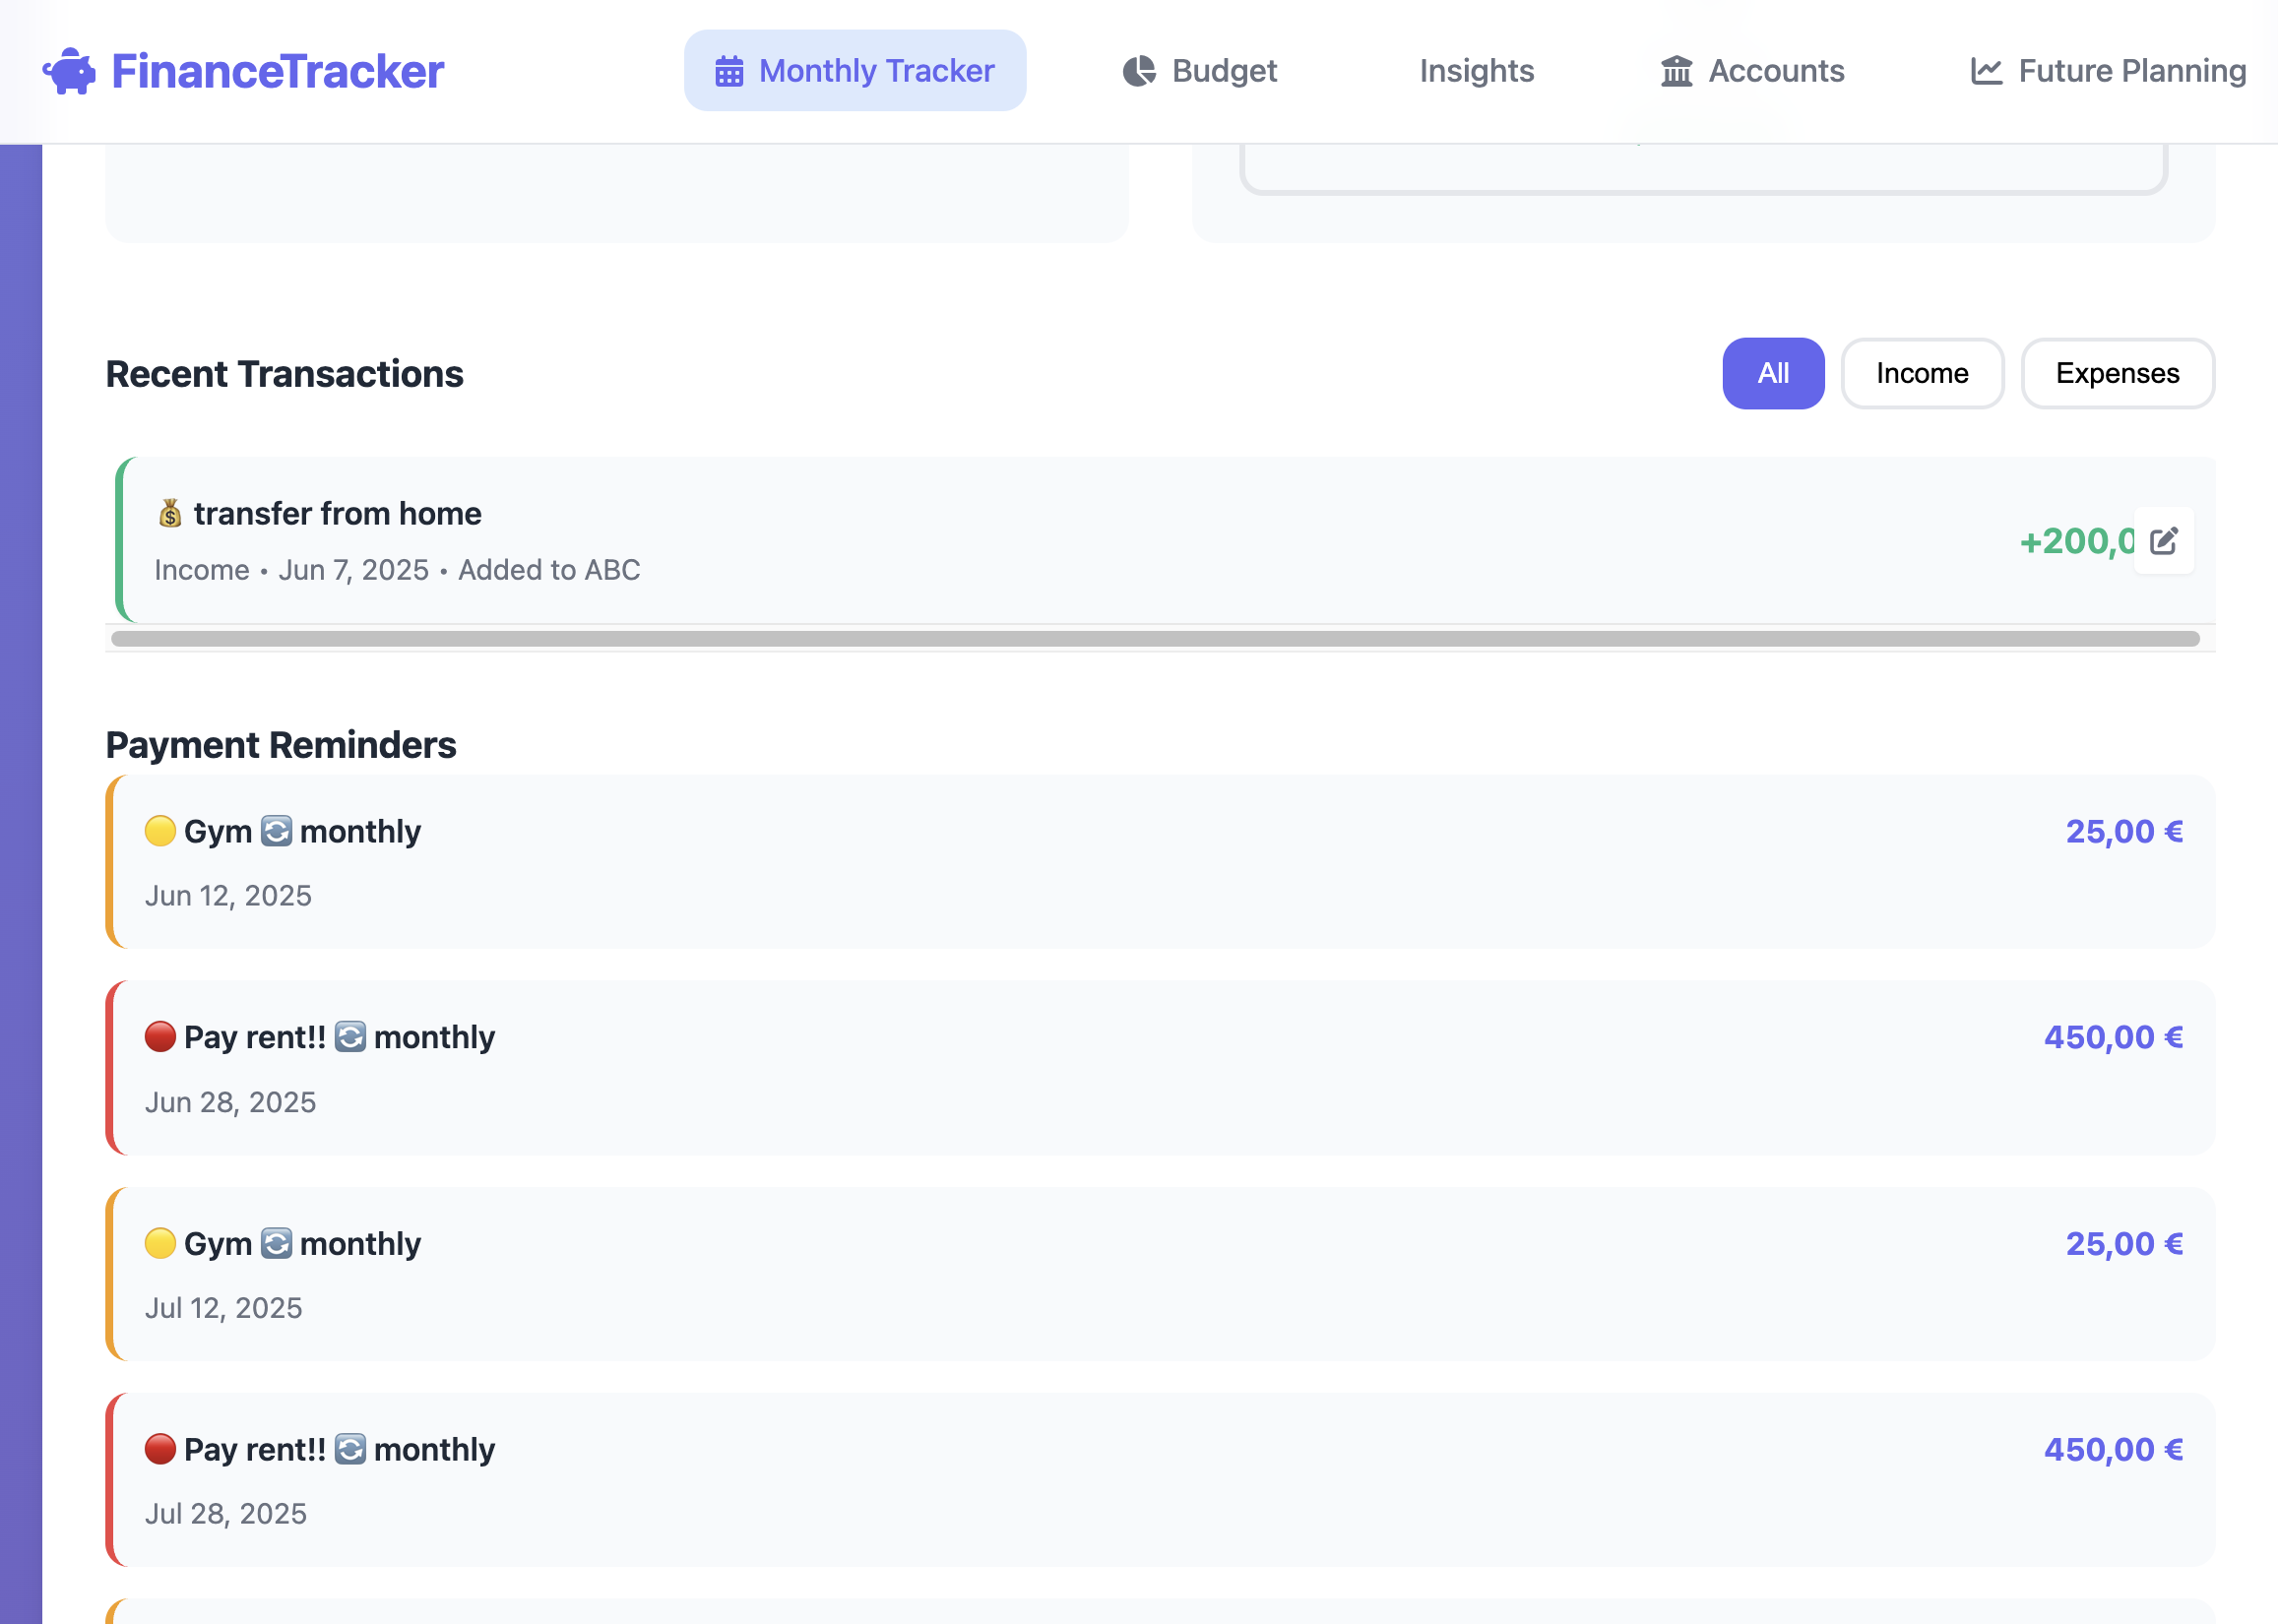 FinanceTracker
Monthly Tracker
Budget
Insights
Accounts
Future Planning
Recent Transactions
All
Income
Expenses
transfer from home
Income • Jun 7, 2025 • Added to ABC
+200,0
Payment Reminders
Gym monthly
25,00 €
Jun 12, 2025
Pay rent!! monthly
450,00 €
Jun 28, 2025
Gym monthly
25,00 €
Jul 12, 2025
Pay rent!! monthly
450,00 €
Jul 28, 2025